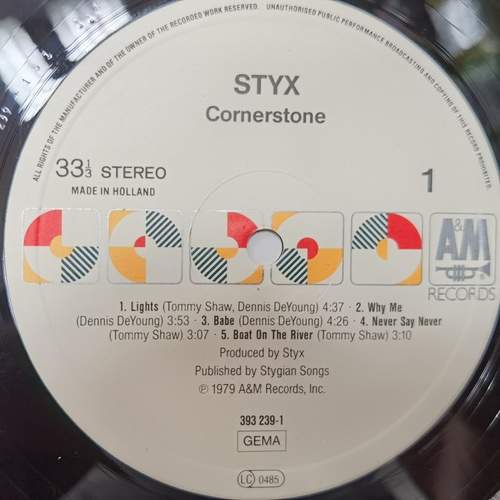 ALL RIGHTS OF THE MANUFACTURER AND OF THE OWNER OF THE RECORDED WORK RESERVED. UNAUTHORISED PUBLIC PERFORMANCE BROADCASTING AND COPYING OF THIS RECORD PROHIBITED.
STYX
Cornerstone
33 1/3 STEREO
MADE IN HOLLAND
1
A&M
RECORDS
1. Lights (Tommy Shaw, Dennis DeYoung) 4:37 · 2. Why Me
(Dennis DeYoung) 3:53 · 3. Babe (Dennis DeYoung) 4:26 · 4. Never Say Never
(Tommy Shaw) 3:07 · 5. Boat On The River (Tommy Shaw) 3:10
Produced by Styx
Published by Stygian Songs
℗ 1979 A&M Records, Inc.
393 239-1
GEMA
LC 0485